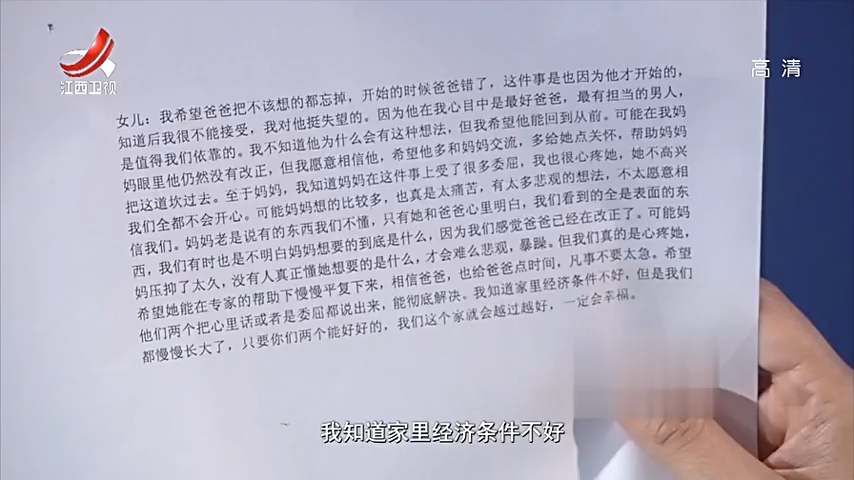 江西卫视
高清
女儿：我希望爸爸把不该想的都忘掉，开始的时候爸爸错了，这件事是也因为他才开始的，
知道后我很不能接受，我对他挺失望的。因为他在我心目中是最好爸爸，最有担当的男人，
是值得我们依靠的。我不知道他为什么会有这种想法，但我希望他能回到从前。可能在我妈
妈眼里他仍然没有改正，但我愿意相信他，希望他多和妈妈交流，多给她点关怀，帮助妈妈
把这道坎过去。至于妈妈，我知道妈妈在这件事上受了很多委屈，我也很心疼她，她不高兴
我们全都不会开心。可能妈妈想的比较多，也真是太痛苦，有太多悲观的想法，不太愿意相
信我们。妈妈老是说有的东西我们不懂，只有她和爸爸心里明白，我们看到的全是表面的东
西，我们有时也是不明白妈妈想要的到底是什么，因为我们感觉爸爸已经在改正了。可能妈
妈压抑了太久，没有人真正懂她想要的是什么，才会难么悲观，暴躁。但我们真的是心疼她，
希望她能在专家的帮助下慢慢平复下来，相信爸爸，也给爸爸点时间，凡事不要太急。希望
他们两个把心里话或者是委屈都说出来，能彻底解决。我知道家里经济条件不好，但是我们
都慢慢长大了，只要你们两个能好好的，我们这个家就会越过越好，一定会幸福。
我知道家里经济条件不好